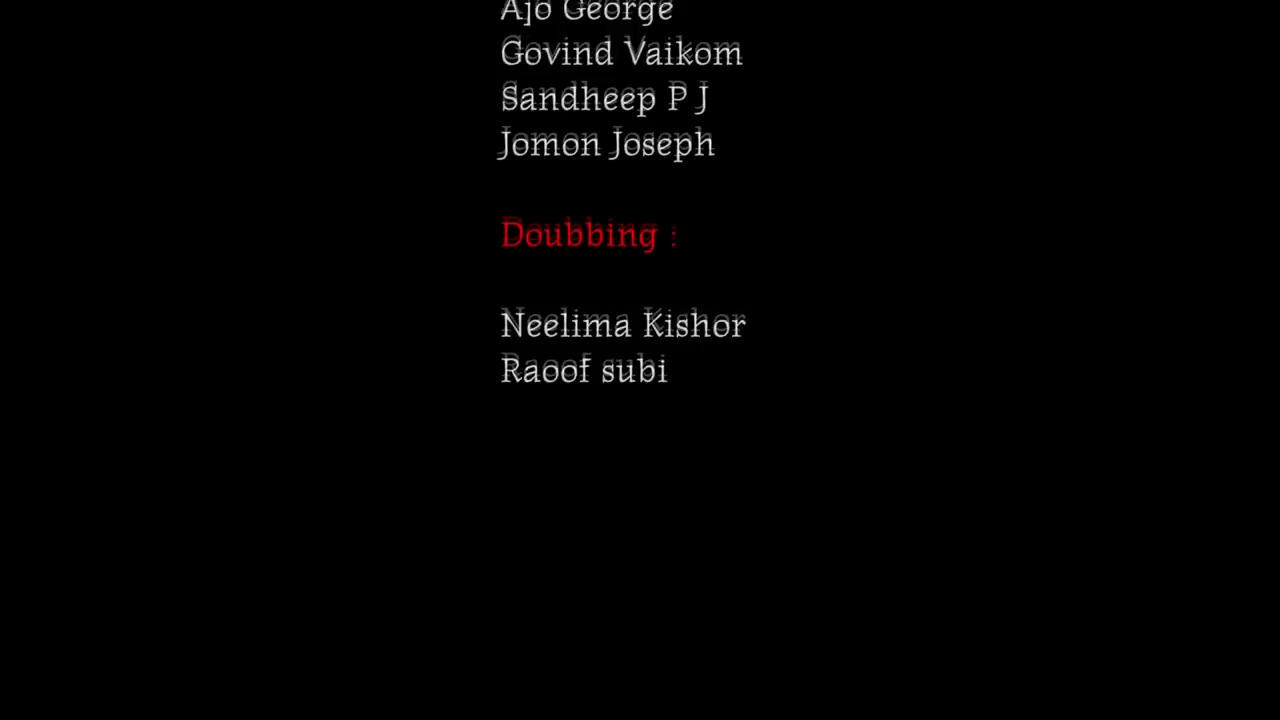 Ajo George
Govind Vaikom
Sandheep P J
Jomon Joseph
Doubbing :
Neelima Kishor
Raoof subi